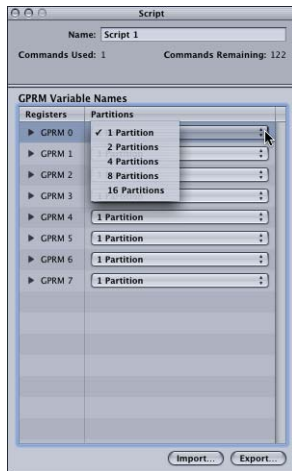 Script
Name: Script 1
Commands Used: 1 Commands Remaining: 122
GPRM Variable Names
Registers Partitions
GPRM 0 ✓ 1 Partition
2 Partitions
GPRM 1
4 Partitions
GPRM 2 8 Partitions
16 Partitions
GPRM 3
GPRM 4 1 Partition
GPRM 5 1 Partition
GPRM 6 1 Partition
GPRM 7 1 Partition
Import... Export...